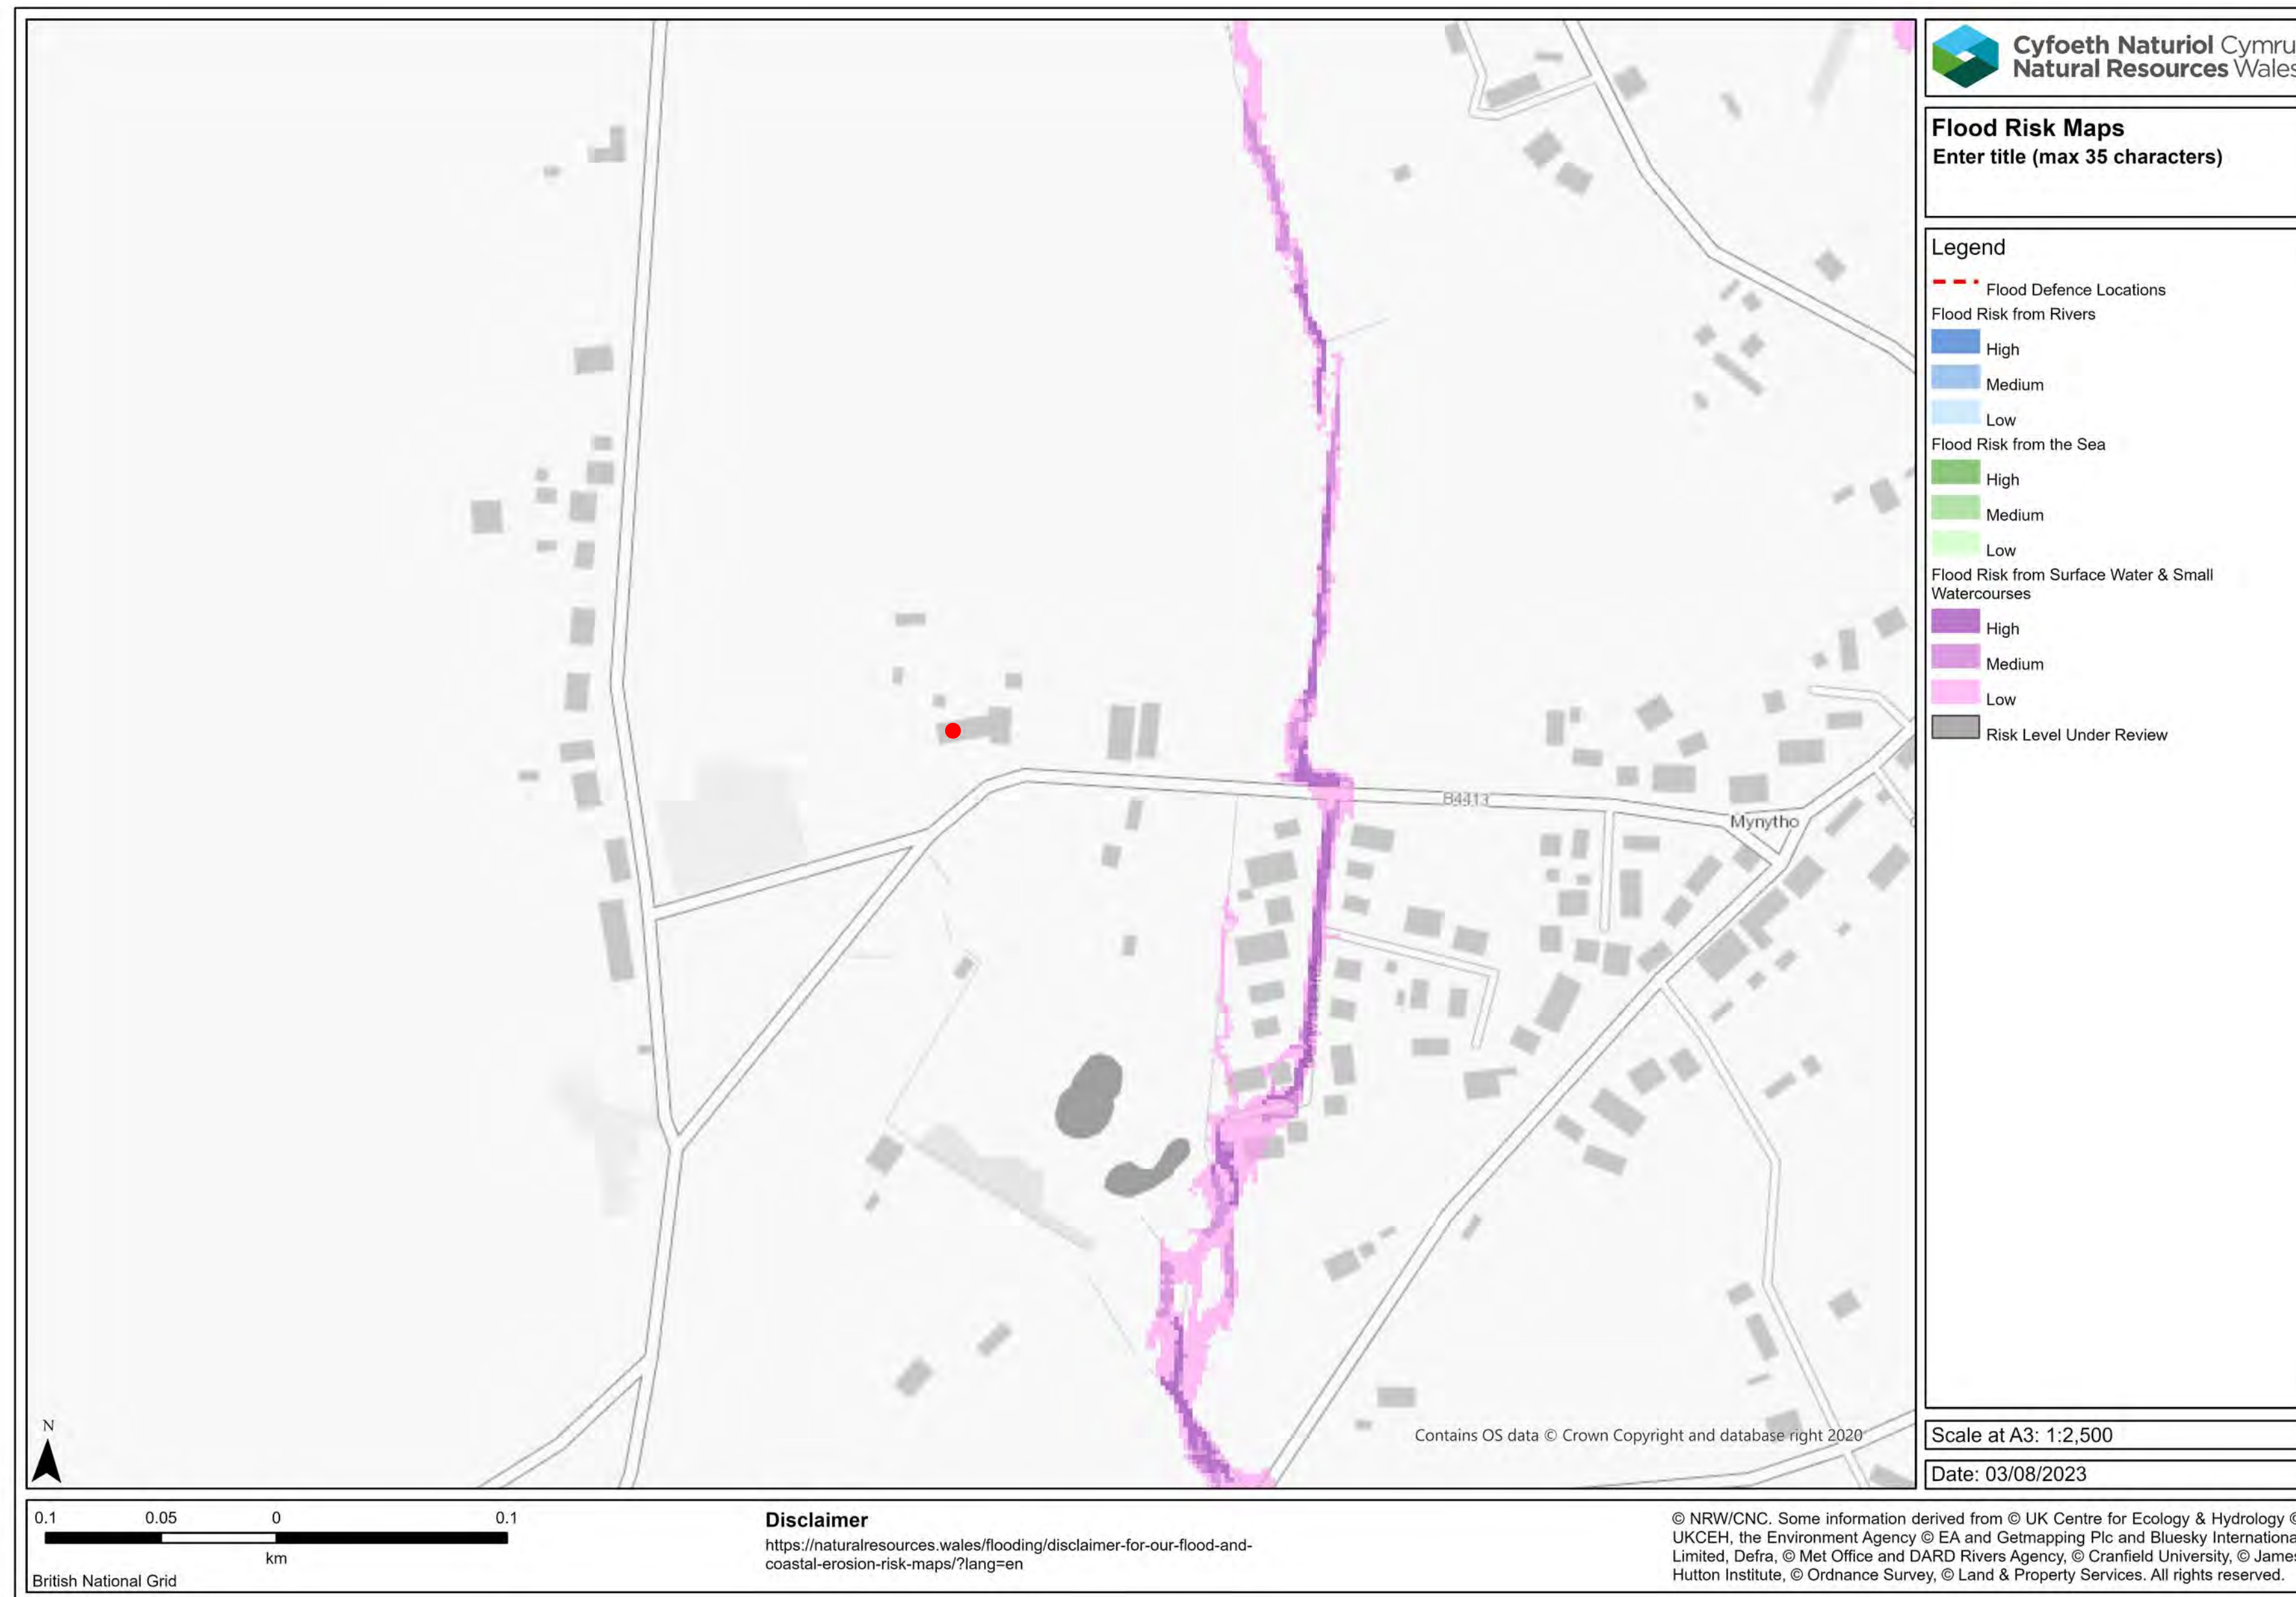 Cyfoeth Naturiol Cymru
Natural Resources Wales
Flood Risk Maps
Enter title (max 35 characters)
Legend
Flood Defence Locations
Flood Risk from Rivers
High
Medium
Low
Flood Risk from the Sea
High
Medium
Low
Flood Risk from Surface Water & Small
Watercourses
High
Medium
Low
Risk Level Under Review
B4413
Mynytho
N
Contains OS data © Crown Copyright and database right 2020
Scale at A3: 1:2,500
Date: 03/08/2023
0.1 0.05 0 0.1
km
British National Grid
Disclaimer
https://naturalresources.wales/flooding/disclaimer-for-our-flood-and-
coastal-erosion-risk-maps/?lang=en
© NRW/CNC. Some information derived from © UK Centre for Ecology & Hydrology ©
UKCEH, the Environment Agency © EA and Getmapping Plc and Bluesky International
Limited, Defra, © Met Office and DARD Rivers Agency, © Cranfield University, © James
Hutton Institute, © Ordnance Survey, © Land & Property Services. All rights reserved.